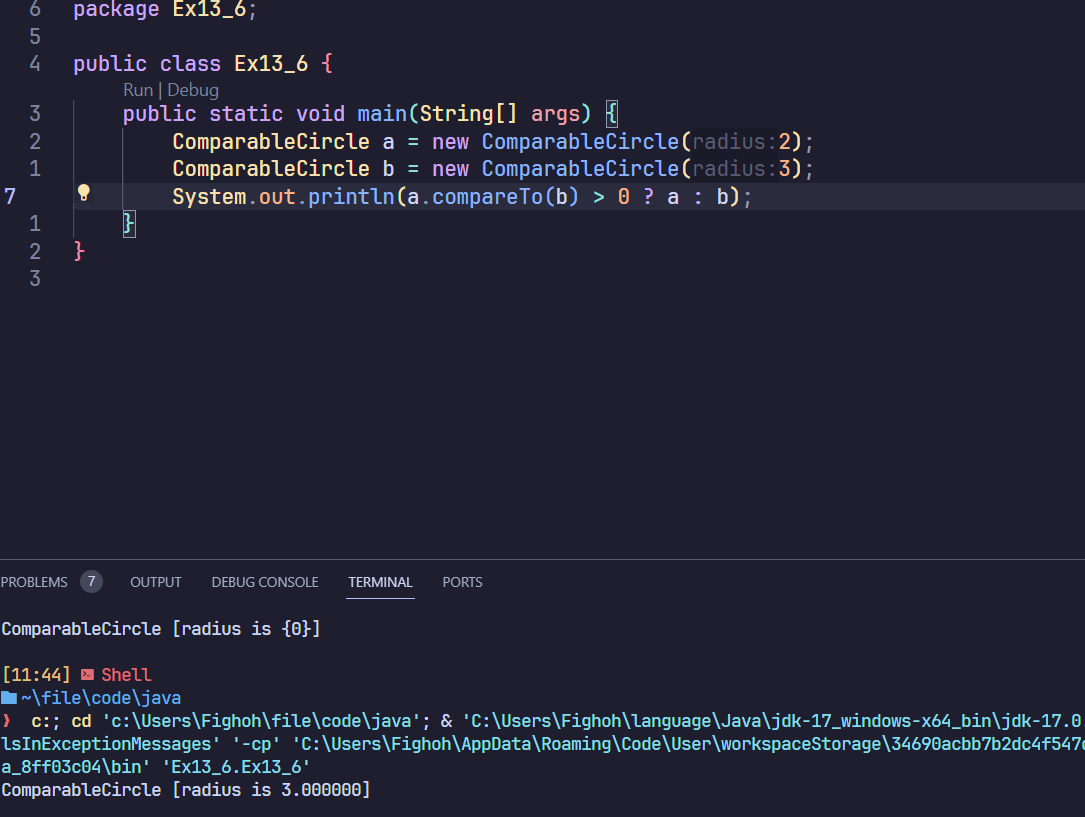 6 package Ex13_6;
5
4 public class Ex13_6 {
Run | Debug
3 public static void main(String[] args) {
2 ComparableCircle a = new ComparableCircle(radius:2);
1 ComparableCircle b = new ComparableCircle(radius:3);
7 System.out.println(a.compareTo(b) > 0 ? a : b);
1 }
2 }
3
PROBLEMS 7 OUTPUT DEBUG CONSOLE TERMINAL PORTS
ComparableCircle [radius is {0}]
[11:44] Shell
~\file\code\java
❯ c:; cd 'c:\Users\Fighoh\file\code\java'; & 'C:\Users\Fighoh\language\Java\jdk-17_windows-x64_bin\jdk-17.0
lsInExceptionMessages' '-cp' 'C:\Users\Fighoh\AppData\Roaming\Code\User\workspaceStorage\34690acbb7b2dc4f547
a_8ff03c04\bin' 'Ex13_6.Ex13_6'
ComparableCircle [radius is 3.000000]